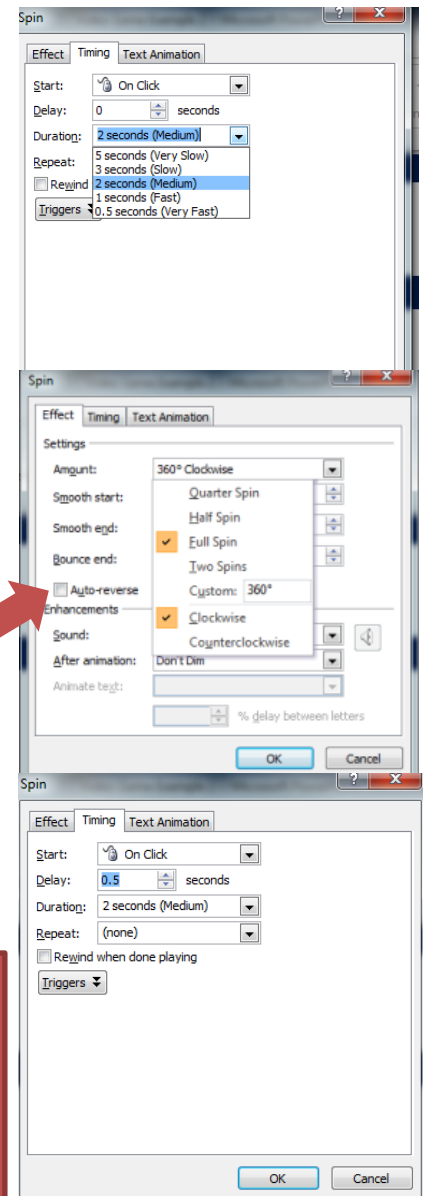 Spin
Effect Timing Text Animation
Start: On Click
Delay: 0 seconds
Duration: 2 seconds (Medium)
Repeat: 5 seconds (Very Slow)
3 seconds (Slow)
Rewind 2 seconds (Medium)
1 seconds (Fast)
Triggers 0.5 seconds (Very Fast)
Spin
Effect Timing Text Animation
Settings
Amount: 360° Clockwise
Smooth start: Quarter Spin
Half Spin
Smooth end: Full Spin
Bounce end: Two Spins
Auto-reverse Custom: 360°
Enhancements Clockwise
Sound: Counterclockwise
After animation: Don't Dim
Animate text:
% delay between letters
OK Cancel
Spin
Effect Timing Text Animation
Start: On Click
Delay: 0.5 seconds
Duration: 2 seconds (Medium)
Repeat: (none)
Rewind when done playing
Triggers
OK Cancel